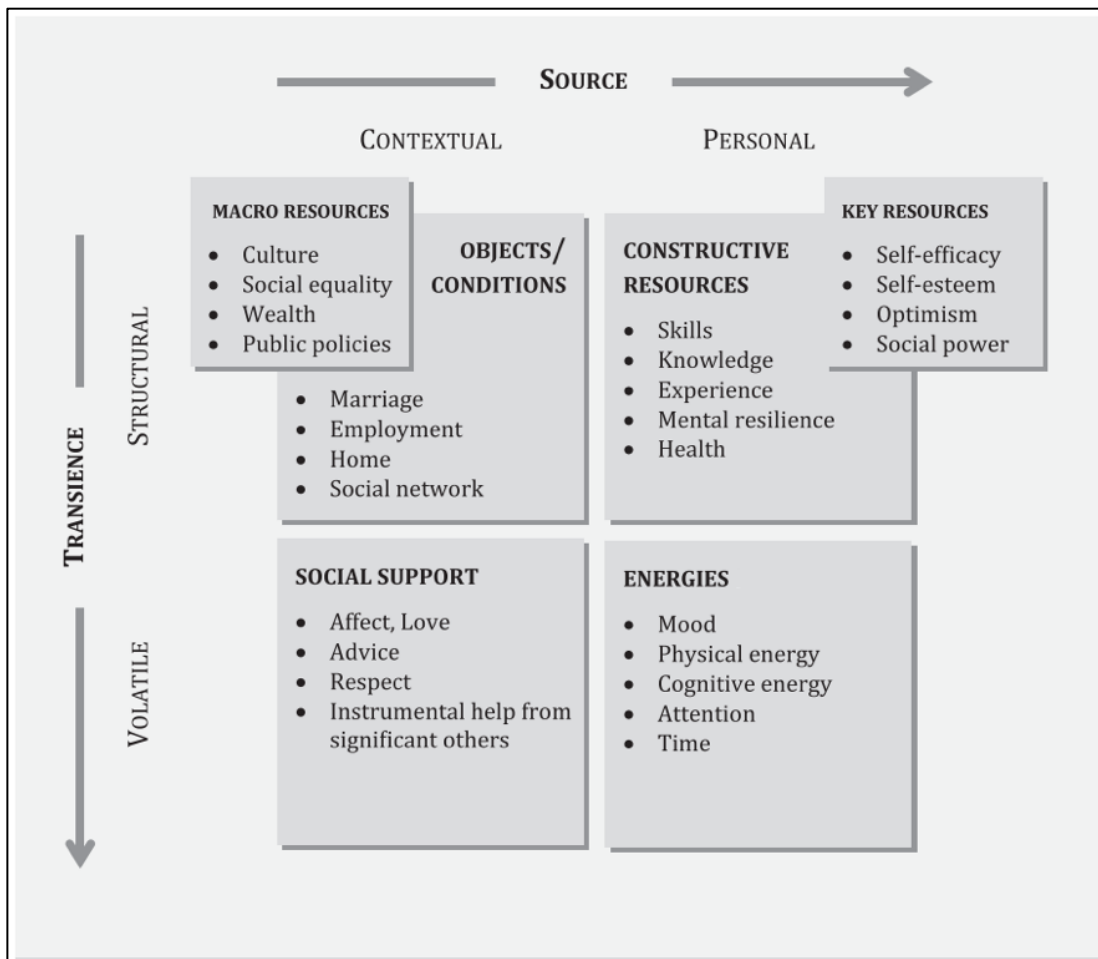 SOURCE
CONTEXTUAL
PERSONAL
TRANSIENCE
STRUCTURAL
VOLATILE
MACRO RESOURCES
• Culture
• Social equality
• Wealth
• Public policies
OBJECTS/
CONDITIONS
• Marriage
• Employment
• Home
• Social network
CONSTRUCTIVE
RESOURCES
• Skills
• Knowledge
• Experience
• Mental resilience
• Health
KEY RESOURCES
• Self-efficacy
• Self-esteem
• Optimism
• Social power
SOCIAL SUPPORT
• Affect, Love
• Advice
• Respect
• Instrumental help from
significant others
ENERGIES
• Mood
• Physical energy
• Cognitive energy
• Attention
• Time